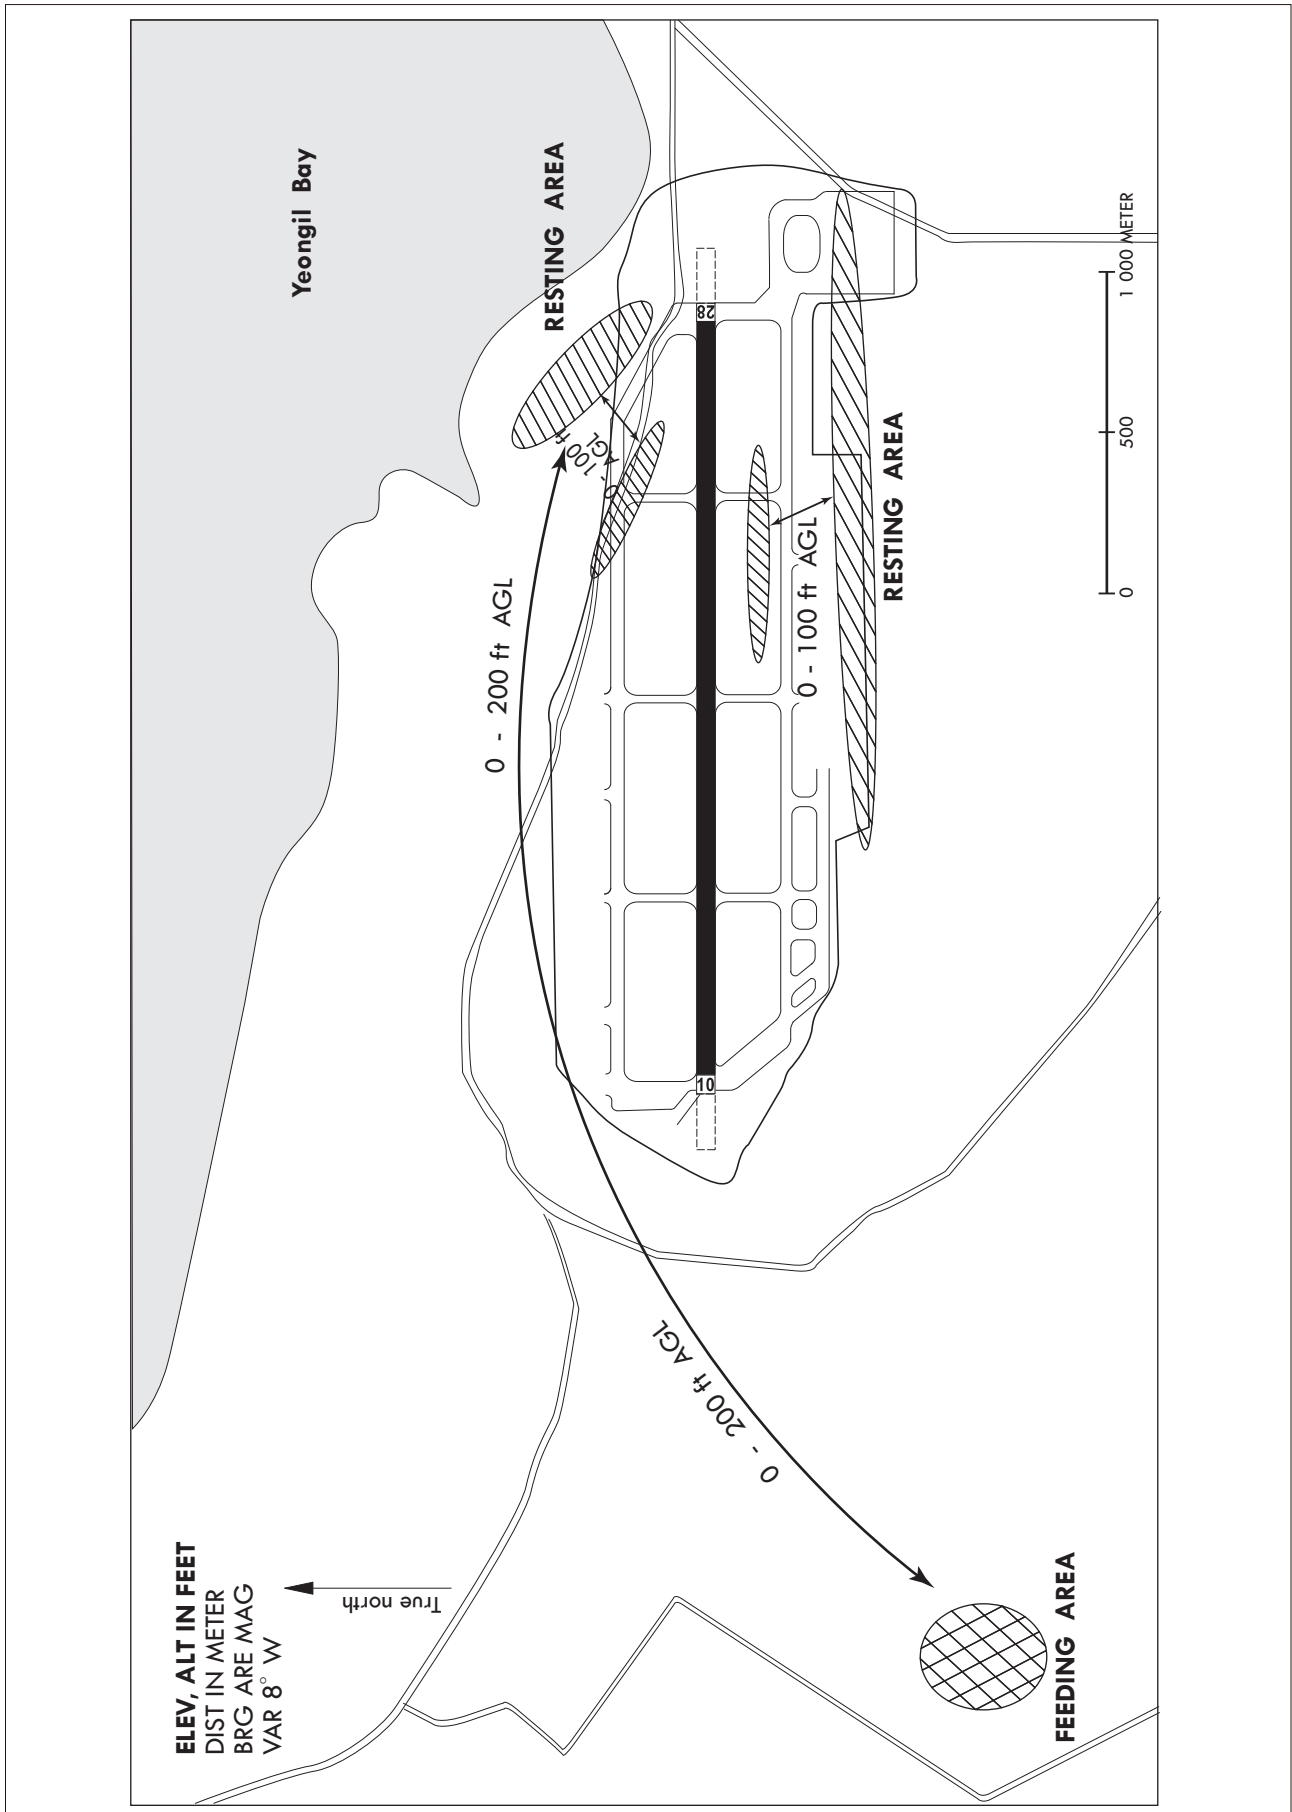 ELEV, ALT IN FEET
DIST IN METER
BRG ARE MAG
VAR 8° W
True north
Yeongil Bay
RESTING AREA
0 - 100 ft
AGL
0 - 200 ft AGL
28
10
0 - 100 ft AGL
RESTING AREA
0 - 200 ft AGL
FEEDING AREA
0
500
1 000 METER